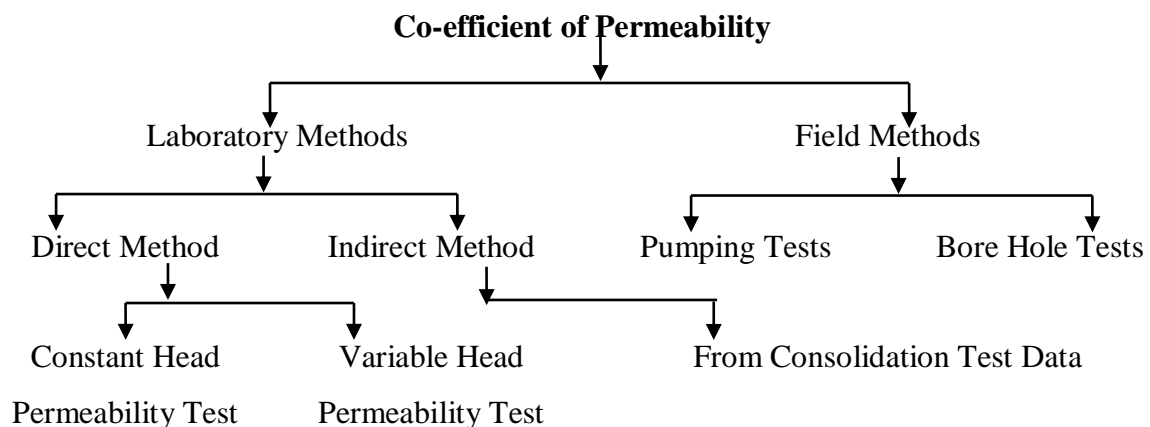 Co-efficient of Permeability
Laboratory Methods Field Methods
Direct Method Indirect Method Pumping Tests Bore Hole Tests
Constant Head Variable Head From Consolidation Test Data
Permeability Test Permeability Test